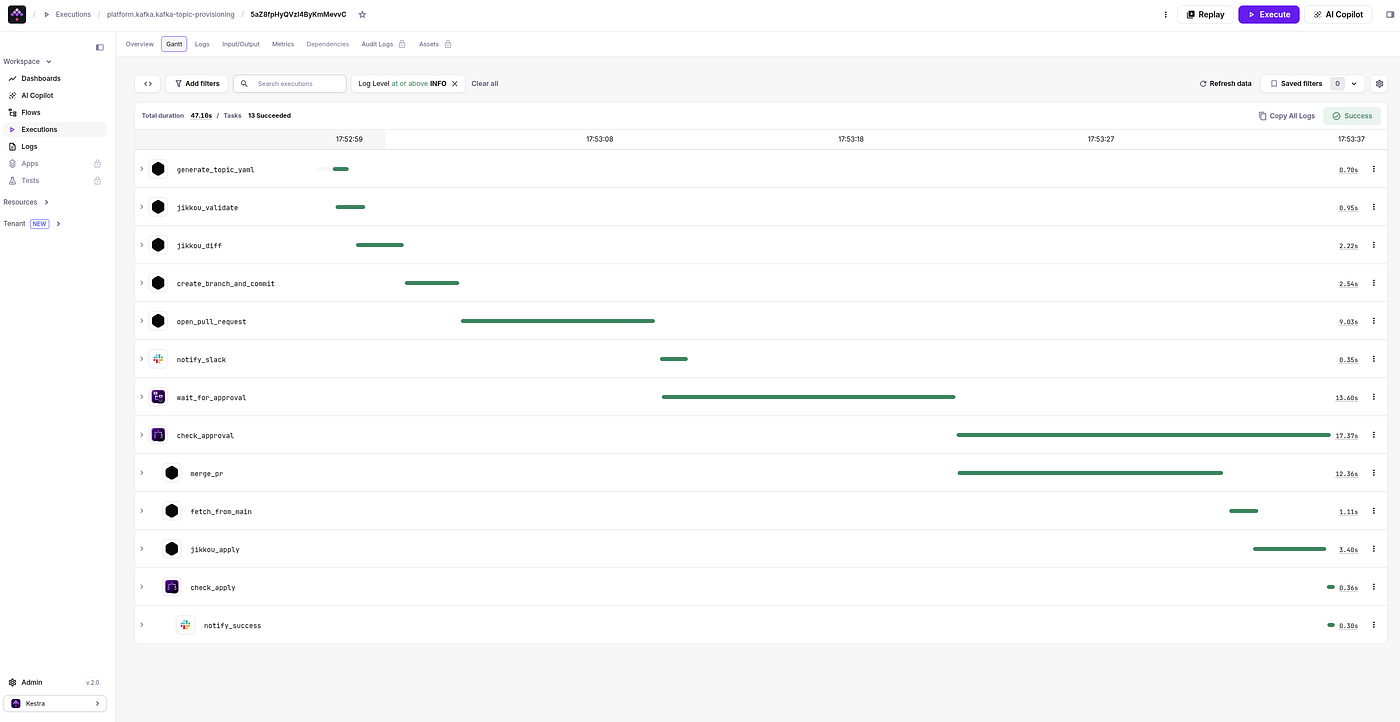 / Executions / platform.kafka.kafka-topic-provisioning / 5aZ8fpHyQVzI4ByKmMevvC
Replay Execute AI Copilot
Overview Gantt Logs Input/Output Metrics Dependencies Audit Logs Assets
Workspace
Dashboards
AI Copilot
Flows
Executions
Logs
Apps
Tests
Resources
Tenant NEW
Add filters Search executions Log Level at or above INFO Clear all
Refresh data Saved filters 0
Total duration 47.16s / Tasks 13 Succeeded
Copy All Logs Success
17:52:59 17:53:08 17:53:18 17:53:27 17:53:37
generate_topic_yaml 0.70s
jikkou_validate 0.95s
jikkou_diff 2.22s
create_branch_and_commit 2.54s
open_pull_request 9.03s
notify_slack 0.35s
wait_for_approval 13.60s
check_approval 17.37s
merge_pr 12.36s
fetch_from_main 1.11s
jikkou_apply 3.40s
check_apply 0.36s
notify_success 0.30s
Admin v.2.0
Kestra